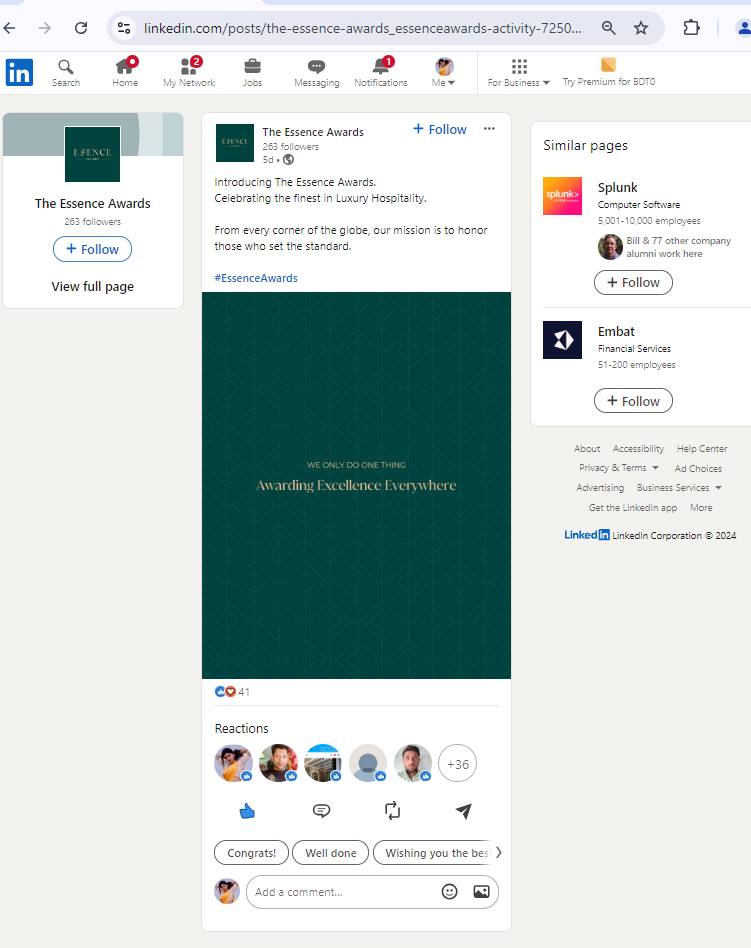 linkedin.com/posts/the-essence-awards_essenceawards-activity-7250...
in
Search
Home
2
My Network
Jobs
Messaging
1
Notifications
Me
For Business
Try Premium for BDT0
ESSENCE
The Essence Awards
263 followers
+ Follow
View full page
ESSENCE
The Essence Awards
263 followers
5d •
+ Follow
Introducing The Essence Awards.
Celebrating the finest in Luxury Hospitality.
From every corner of the globe, our mission is to honor
those who set the standard.
#EssenceAwards
WE ONLY DO ONE THING
Awarding Excellence Everywhere
41
Reactions
+36
Congrats!
Well done
Wishing you the bes
Add a comment...
Similar pages
splunk>
Splunk
Computer Software
5,001-10,000 employees
Bill & 77 other company
alumni work here
+ Follow
Embat
Financial Services
51-200 employees
+ Follow
About Accessibility Help Center
Privacy & Terms Ad Choices
Advertising Business Services
Get the LinkedIn app More
LinkedIn LinkedIn Corporation © 2024